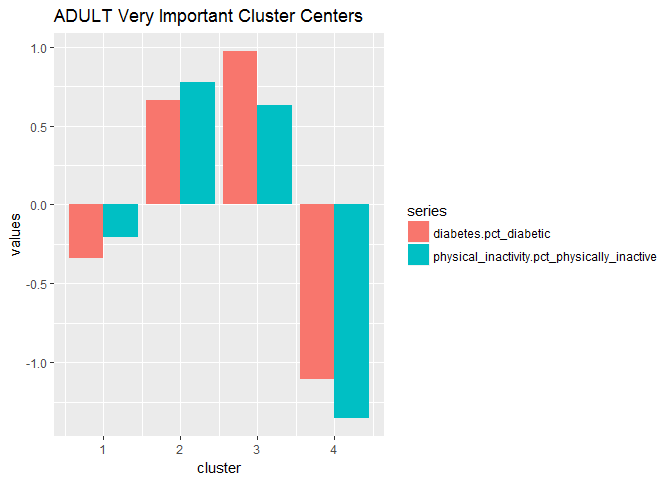 ADULT Very Important Cluster Centers
1.0
0.5
0.0
-0.5
-1.0
values
1 2 3 4
cluster
series
diabetes.pct_diabetic
physical_inactivity.pct_physically_inactive